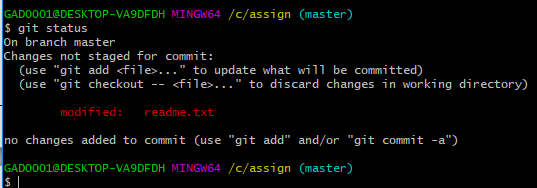 GAD0001@DESKTOP-VA9DFDH MINGW64 /c/assign (master)
$ git status
On branch master
Changes not staged for commit:
  (use "git add <file>..." to update what will be committed)
  (use "git checkout -- <file>..." to discard changes in working directory)

        modified:   readme.txt

no changes added to commit (use "git add" and/or "git commit -a")

GAD0001@DESKTOP-VA9DFDH MINGW64 /c/assign (master)
$